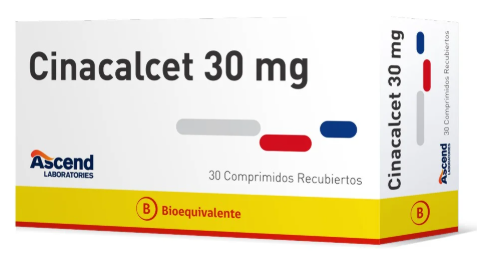 Cinacalcet 30 mg
Ascend
LABORATORIES
30 Comprimidos Recubiertos
B Bioequivalente
Cinacalcet 30 mg
30 Comprimidos Recubiertos
Ascend
LABORATORIES
B